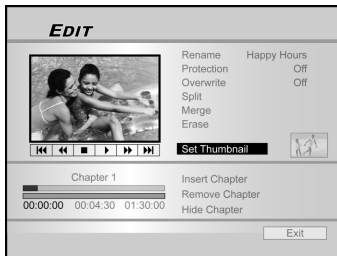 EDIT
Rename Happy Hours
Protection Off
Overwrite Off
Split
Merge
Erase
Set Thumbnail
Chapter 1
00:00:00 00:04:30 01:30:00
Insert Chapter
Remove Chapter
Hide Chapter
Exit